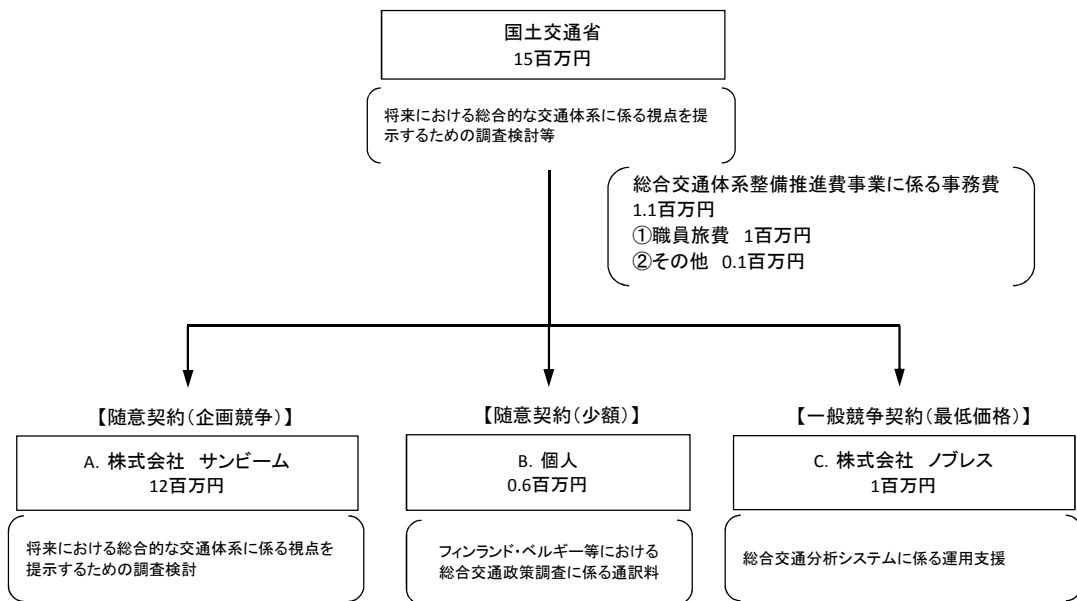 国土交通省
15百万円
将来における総合的な交通体系に係る視点を提
示するための調査検討等
総合交通体系整備推進費事業に係る事務費
1.1百万円
①職員旅費 1百万円
②その他 0.1百万円
【随意契約(企画競争)】
A. 株式会社 サンビーム
12百万円
将来における総合的な交通体系に係る視点を
提示するための調査検討
【随意契約(少額)】
B. 個人
0.6百万円
フィンランド・ベルギー等における
総合交通政策調査に係る通訳料
【一般競争契約(最低価格)】
C. 株式会社 ノブレス
1百万円
総合交通分析システムに係る運用支援